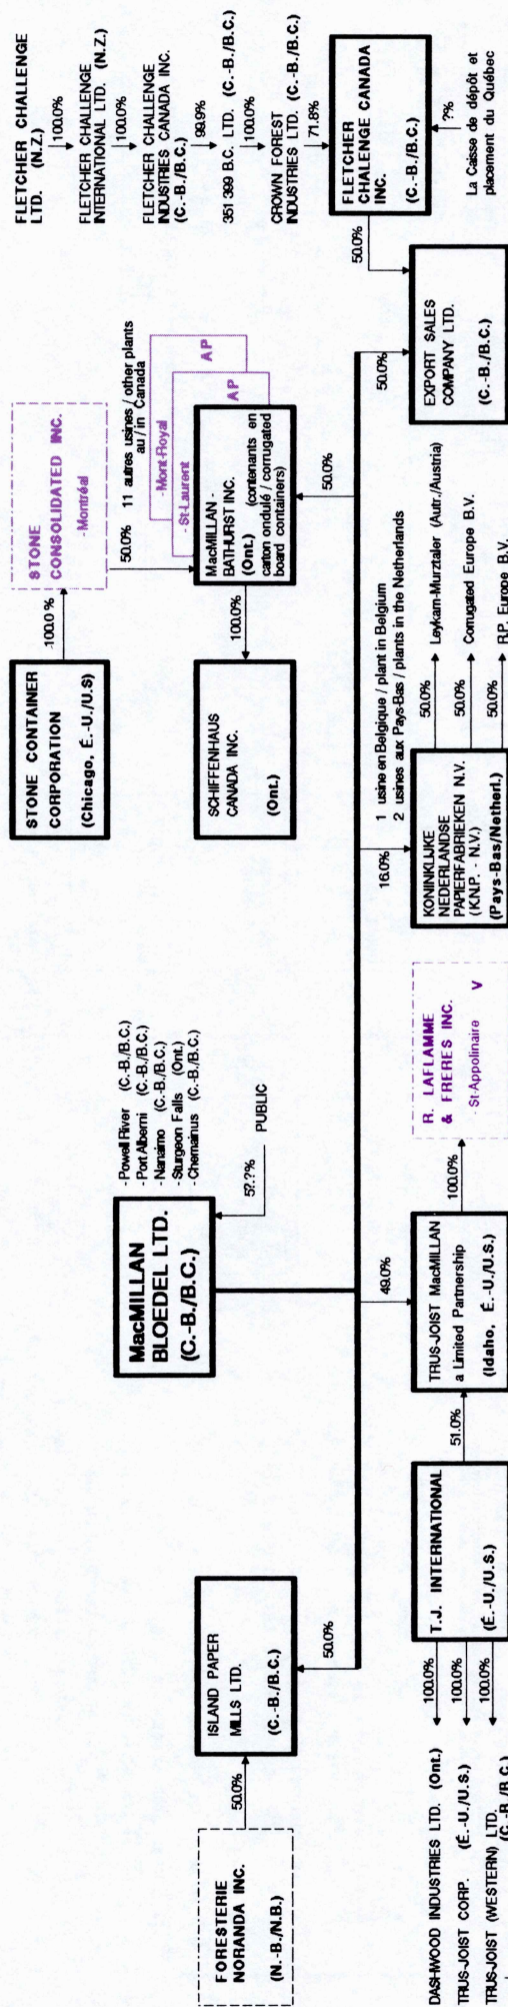 FLETCHER CHALLENGE
LTD. (N.Z.)
100.0%
FLETCHER CHALLENGE
INTERNATIONAL LTD. (N.Z.)
100.0%
FLETCHER CHALLENGE
INDUSTRIES CANADA INC.
(C.-B./B.C.)
99.9%
351 399 B.C. LTD. (C.-B./B.C.)
100.0%
CROWN FOREST
INDUSTRIES LTD. (C.-B./B.C.)
71.8%
FLETCHER
CHALENGE CANADA
INC.
(C.-B./B.C.)
?%
La Caisse de dépôt et
placement du Québec
50.0%
STONE
CONSOLIDATED INC.
- Montréal
50.0%
11 autres usines / other plants
au / in Canada
-Mont-Royal
AP
- St-Laurent
AP
MacMILLAN -
BATHURST INC.
(Ont.) (contenants en
carton ondulé / corrugated
board containers)
50.0%
50.0%
EXPORT SALES
COMPANY LTD.
(C.-B./B.C.)
STONE CONTAINER
CORPORATION
(Chicago, É.-U./U.S)
100.0 %
100.0%
SCHIFFENHAUS
CANADA INC.
(Ont.)
16.0%
1 usine en Belgique / plant in Belgium
2 usines aux Pays-Bas / plants in the Netherlands
KONINKLIJKE
NEDERLANDSE
PAPIERFABRIEKEN N.V.
(K.N.P. - N.V.)
(Pays-Bas/Netherl.)
50.0%
Leykam-Murztaler (Autr./Austria)
50.0%
Corrugated Europe B.V.
50.0%
R.P. Europe B.V.
MacMILLAN
BLOEDEL LTD.
(C.-B./B.C.)
- Powell River (C.-B./B.C.)
- Port Alberni (C.-B./B.C.)
- Nanaimo (C.-B./B.C.)
- Sturgeon Falls (Ont.)
- Chemainus (C.-B./B.C.)
5?.?%
PUBLIC
R. LAFLAMME
& FRERES INC.
- St-Appolinaire V
100.0%
49.0%
TRUS-JOIST MacMILLAN
a Limited Partnership
(Idaho, É.-U./U.S.)
51.0%
FORESTERIE
NORANDA INC.
(N.-B./N.B.)
50.0%
ISLAND PAPER
MILLS LTD.
(C.-B./B.C.)
50.0%
T.J. INTERNATIONAL
(É.-U./U.S.)
100.0%
DASHWOOD INDUSTRIES LTD. (Ont.)
100.0%
TRUS-JOIST CORP. (É.-U./U.S.)
100.0%
TRUS-JOIST (WESTERN) LTD.
(C.-B./B.C.)